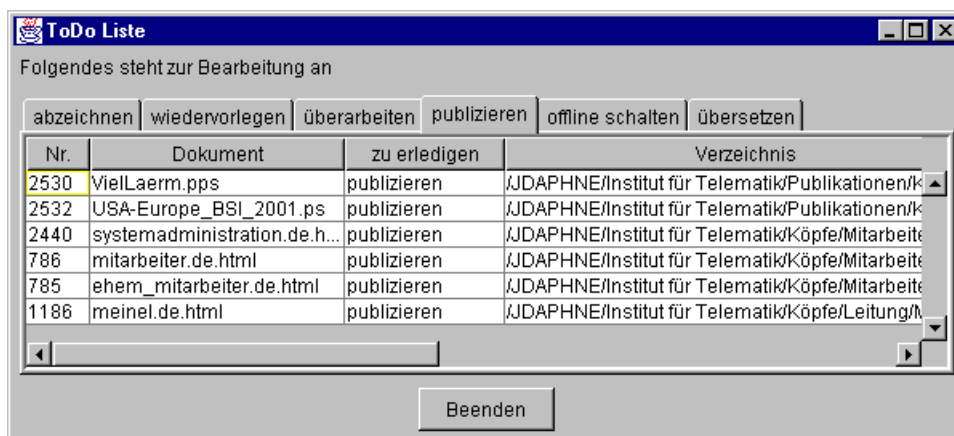 ToDo Liste
Folgendes steht zur Bearbeitung an
abzeichnen wiedervorlegen überarbeiten publizieren offline schalten übersetzen
Nr. Dokument zu erledigen Verzeichnis
2530 VielLaerm.pps publizieren /JDAPHNE/Institut für Telematik/Publikationen/K
2532 USA-Europe_BSI_2001.ps publizieren /JDAPHNE/Institut für Telematik/Publikationen/K
2440 systemadministration.de.h... publizieren /JDAPHNE/Institut für Telematik/Köpfe/Mitarbeite
786 mitarbeiter.de.html publizieren /JDAPHNE/Institut für Telematik/Köpfe/Mitarbeite
785 ehem_mitarbeiter.de.html publizieren /JDAPHNE/Institut für Telematik/Köpfe/Mitarbeite
1186 meinel.de.html publizieren /JDAPHNE/Institut für Telematik/Köpfe/Leitung/M
Beenden